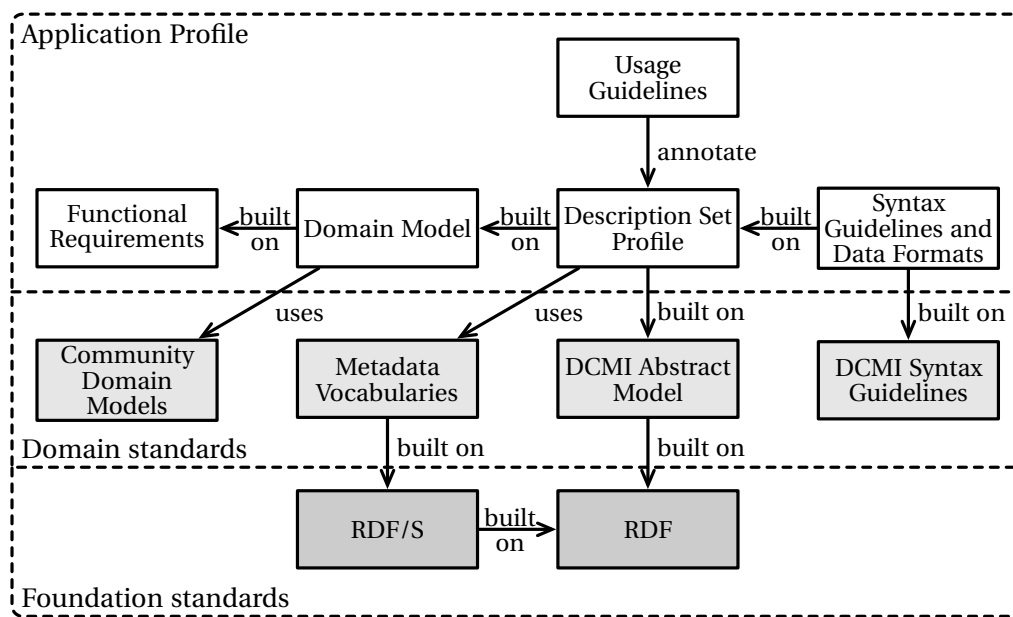 Application Profile
Usage
Guidelines
annotate
Functional
Requirements
built
on
Domain Model
built
on
Description Set
Profile
built
on
Syntax
Guidelines and
Data Formats
uses
uses
built on
built on
Community
Domain
Models
Metadata
Vocabularies
DCMI Abstract
Model
DCMI Syntax
Guidelines
Domain standards
built on
built on
RDF/S
built
on
RDF
Foundation standards